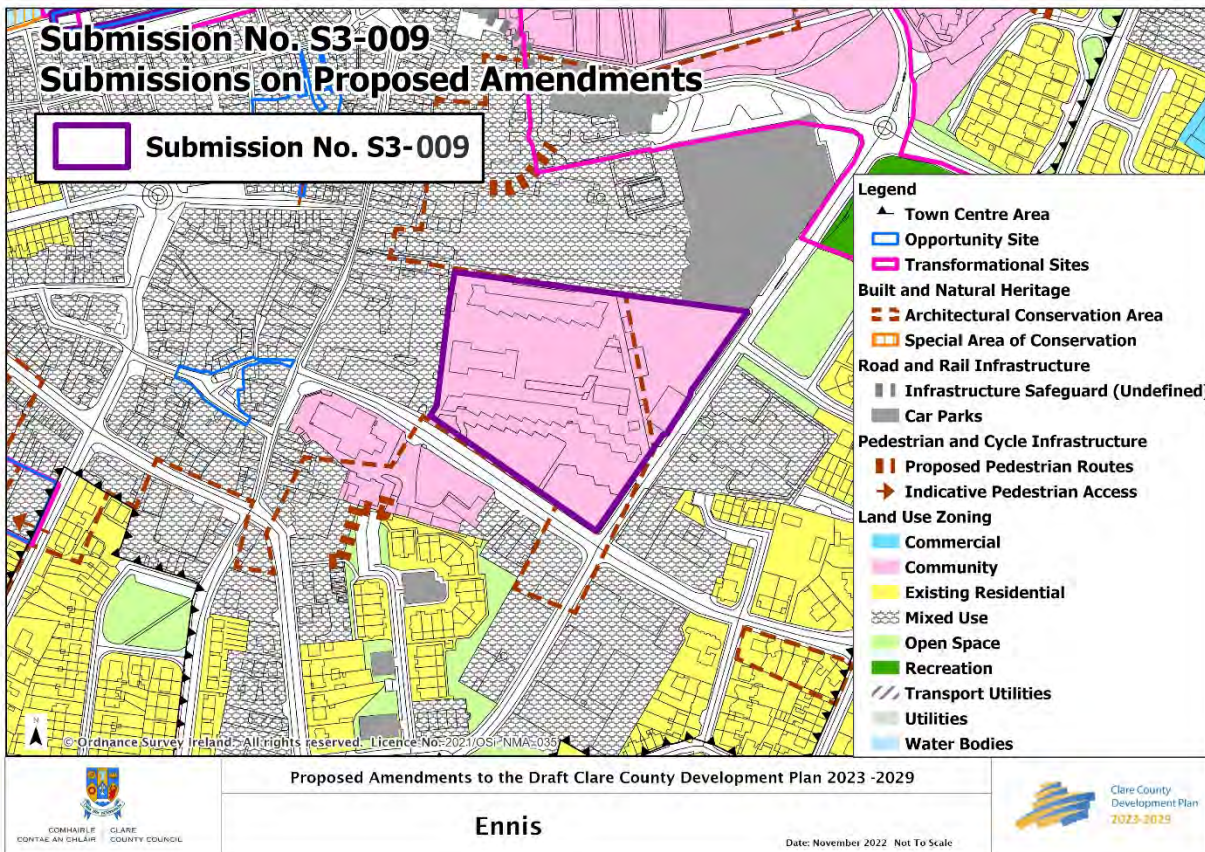 Submission No. S3-009
Submissions on Proposed Amendments
Submission No. S3-009
Legend
Town Centre Area
Opportunity Site
Transformational Sites
Built and Natural Heritage
Architectural Conservation Area
Special Area of Conservation
Road and Rail Infrastructure
Infrastructure Safeguard (Undefined)
Car Parks
Pedestrian and Cycle Infrastructure
Proposed Pedestrian Routes
Indicative Pedestrian Access
Land Use Zoning
Commercial
Community
Existing Residential
Mixed Use
Open Space
Recreation
Transport Utilities
Utilities
Water Bodies
N
© Ordnance Survey Ireland. All rights reserved. Licence No. 2021/OSi_NMA_035
COMHAIRLE CONTAE AN CHLÁIR
CLARE COUNTY COUNCIL
Proposed Amendments to the Draft Clare County Development Plan 2023 -2029
Ennis
Date: November 2022 Not To Scale
Clare County
Development Plan
2023-2029